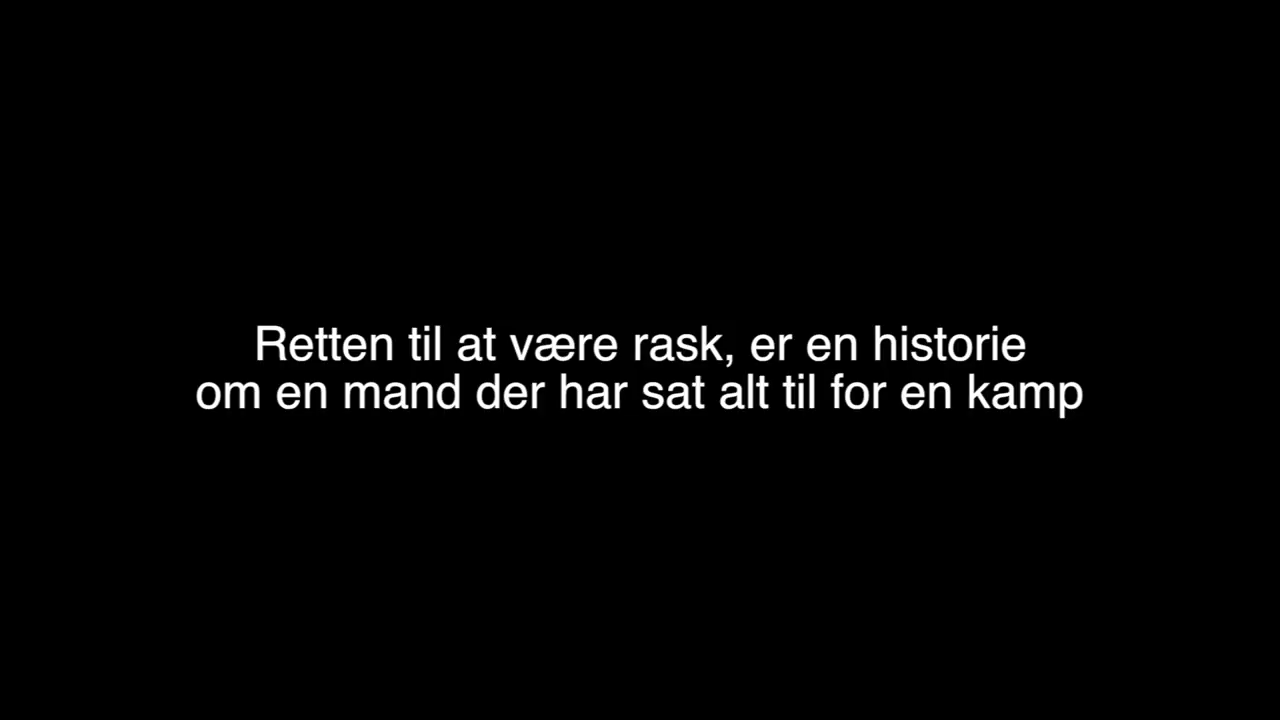 Retten til at være rask, er en historie
om en mand der har sat alt til for en kamp